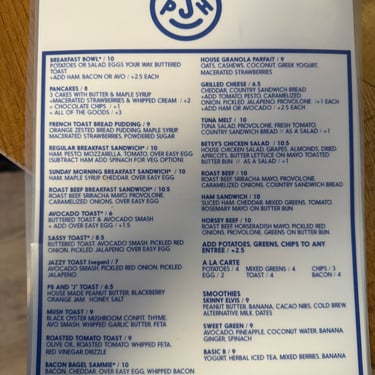 PJH
BREAKFAST BOWL* / 10
POTATOES OR SALAD, EGGS YOUR WAY, BUTTERED
TOAST
+ADD HAM, BACON OR AVO / +2.5 EACH
PANCAKES / 8
3 CAKES WITH BUTTER & MAPLE SYRUP
+MACERATED STRAWBERRIES & WHIPPED CREAM / +2
+ CHOCOLATE CHIPS / +1
+ ALL OF THE GOODS / +3
FRENCH TOAST BREAD PUDDING / 9
ORANGE ZESTED BREAD PUDDING, MAPLE SYRUP,
MACERATED STRAWBERRIES, POWDERED SUGAR
REGULAR BREAKFAST SANDWICH* / 10
HAM, PESTO, MOZZARELLA, TOMATO, OVER EASY EGG
(SUBTRACT HAM ADD SPINACH FOR VEG OPTION)
SUNDAY MORNING BREAKFAST SANDWICH* / 10
HAM, MAPLE SYRUP, CHEDDAR, OVER EASY EGG
ROAST BEEF BREAKFAST SANDWICH* / 10.5
ROAST BEEF, SRIRACHA MAYO, PROVOLONE,
CARAMELIZED ONIONS, OVER EASY EGG
AVOCADO TOAST* / 6
BUTTERED TOAST & AVOCADO SMASH
+ ADD OVER EASY EGG / +1.5
SASSY TOAST* / 8.5
BUTTERED TOAST, AVOCADO SMASH, PICKLED RED
ONION, PICKLED JALAPENO, OVER EASY EGG
JAZZY TOAST (vegan) / 7
AVOCADO SMASH, PICKLED RED ONION, PICKLED
JALAPENO
PB AND 'J' TOAST / 6.5
HOUSE MADE PEANUT BUTTER, BLACKBERRY
ORANGE JAM, HONEY, SALT
MUSH TOAST / 9
BLACK OYSTER MUSHROOM CONFIT, THYME,
AVO SMASH, WHIPPED GARLIC BUTTER, FETA
ROASTED TOMATO TOAST / 9
OLIVE OIL, ROASTED TOMATO, WHIPPED FETA,
RED VINEGAR DRIZZLE
BACON BAGEL SAMMIE* / 10
BACON, CHEDDAR, OVER EASY EGG, WHIPPED BACON
HOUSE GRANOLA PARFAIT / 9
OATS, CASHEWS, COCONUT, GREEK YOGURT,
MACERATED STRAWBERRIES
GRILLED CHEESE / 6.5
CHEDDAR, COUNTRY SANDWICH BREAD
+ADD TOMATO, PESTO, CARAMELIZED
ONION, PICKLED JALAPENO, PROVOLONE / +1 EACH
+ADD HAM OR AVOCADO / +2.5 EACH
TUNA MELT / 10
TUNA SALAD, PROVOLONE, FRESH TOMATO,
COUNTRY SANDWICH BREAD // AS A SALAD / +1
BETSY'S CHICKEN SALAD / 10.5
HOUSE CHICKEN SALAD, GRAPES, ALMONDS, DRIED
APRICOTS, BUTTER LETTUCE ON MAYO TOASTED
BUTTER BUN // AS A SALAD / +1
ROAST BEEF / 10
ROAST BEEF, SRIRACHA MAYO, PROVOLONE,
CARAMELIZED ONIONS, COUNTRY SANDWICH BREAD
HAM SANDWICH / 10
SLICED HAM, CHEDDAR, MIXED GREENS, TOMATO,
ROSEMARY MAYO ON BUTTER BUN
HORSEY BEEF / 10
ROAST BEEF, HORSERADISH MAYO, PICKLED RED
ONIONS, PROVOLONE, GREENS ON BUTTER BUN
ADD POTATOES, GREENS, CHIPS TO ANY
ENTREE / +2.5
A LA CARTE
POTATOES / 4 MIXED GREENS / 4 CHIPS / 3
EGG / 2 TOAST / 4 BACON / 4
SMOOTHIES
SKINNY ELVIS / 9
PEANUT BUTTER, BANANA, CACAO NIBS, COLD BREW,
ALTERNATIVE MILK, DATES
SWEET GREEN / 9
AVOCADO, PINEAPPLE, COCONUT WATER, BANANA,
GINGER, SPINACH
BASIC B / 9
YOGURT, HERBAL ICED TEA, MIXED BERRIES, BANANA